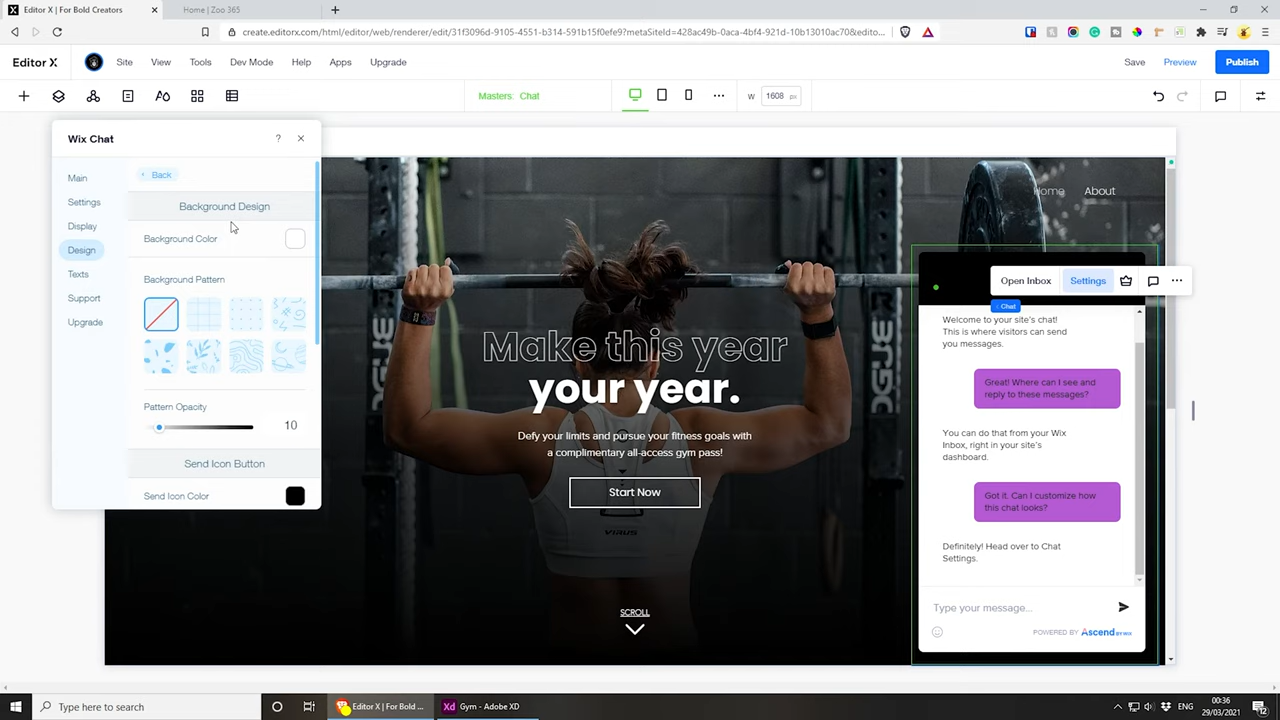 Editor X | For Bold Creators
Home | Zoo 365
create.editorx.com/html/editor/web/renderer/edit/31f3096d-9105-4551-b314-591b15f0efe9?metaSiteId=428ac49b-0aca-4bf4-921d-10b13010ac70&edito...
Editor X
Site
View
Tools
Dev Mode
Help
Apps
Upgrade
Save
Preview
Publish
Masters: Chat
W
1608
px
Wix Chat
?
Main
Settings
Display
Design
Texts
Support
Upgrade
Back
Background Design
Background Color
Background Pattern
Pattern Opacity
10
Send Icon Button
Send Icon Color
Home
About
Make this year
your year.
Defy your limits and pursue your fitness goals with
a complimentary all-access gym pass!
Start Now
VIRUS
SCROLL
Open Inbox
Settings
Chat
Welcome to your site's chat!
This is where visitors can send
you messages.
Great! Where can I see and
reply to these messages?
You can do that from your Wix
Inbox, right in your site's
dashboard.
Got it. Can I customize how
this chat looks?
Definitely! Head over to Chat
Settings.
Type your message...
POWERED BY Ascend BY WIX
Type here to search
Editor X | For Bold ...
Gym - Adobe XD
ENG
00:36
29/03/2021
12